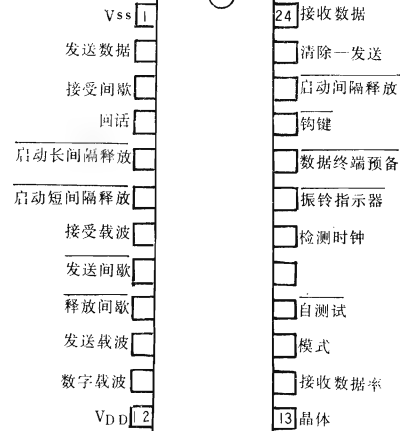 Vss 1
发送数据
接受间歇
回话
启动长间隔释放
启动短间隔释放
接受载波
发送间歇
释放间歇
发送载波
数字载波
VDD 12
24 接收数据
清除一发送
启动间隔释放
钩键
数据终端预备
振铃指示器
检测时钟
自测试
模式
接收数据率
13 晶体